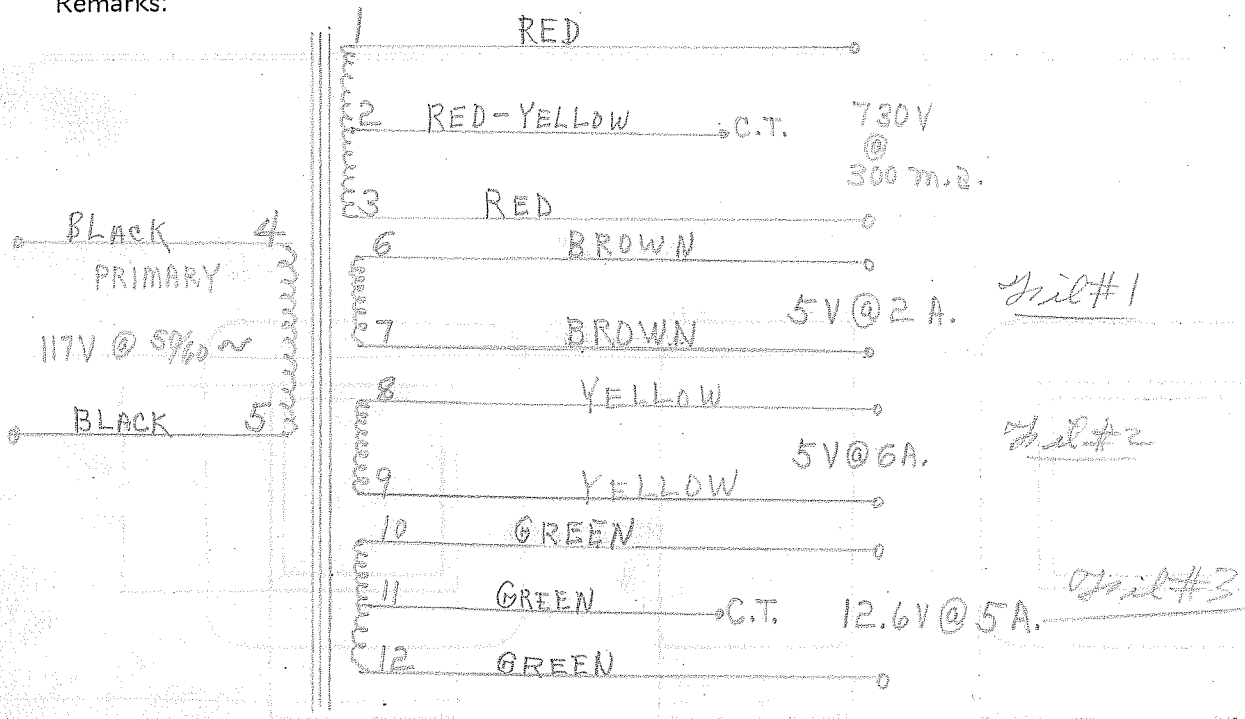 Remarks:
1 RED
2 RED-YELLOW C.T.
730V
@
300 m.a.
3 RED
BLACK 4
PRIMARY
117V @ 50/60 ~
BLACK 5
6 BROWN
5V@2 A. Fil#1
7 BROWN
8 YELLOW
5V@6A. Fil#2
9 YELLOW
10 GREEN
11 GREEN C.T. 12.6V@5A. Fil#3
12 GREEN